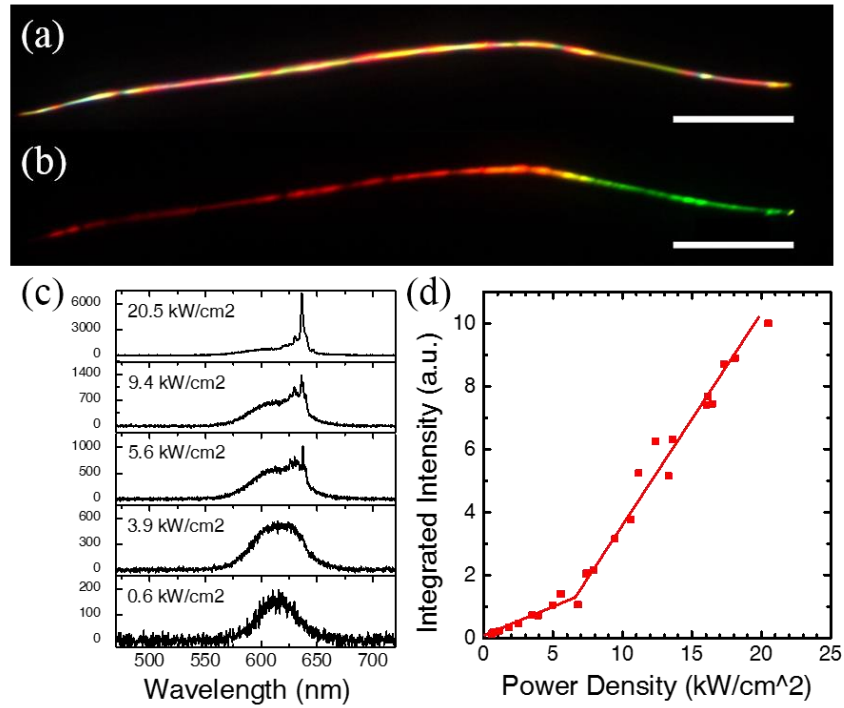 (a)
(b)
(c)
20.5 kW/cm2
6000
3000
0
9.4 kW/cm2
1400
700
0
5.6 kW/cm2
1000
500
0
3.9 kW/cm2
600
300
0
0.6 kW/cm2
200
100
0
500 550 600 650 700
Wavelength (nm)
(d)
Integrated Intensity (a.u.)
10
8
6
4
2
0
0 5 10 15 20 25
Power Density (kW/cm^2)